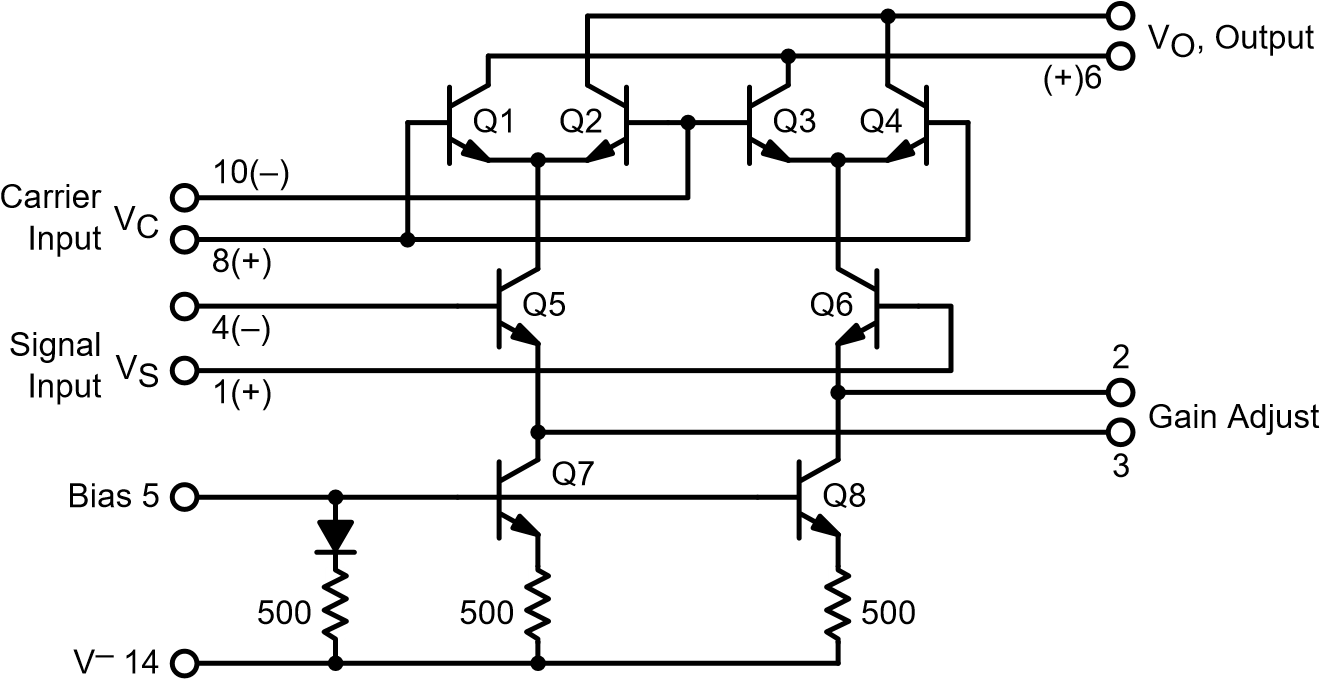 VO, Output
(+)6
Q1
Q2
Q3
Q4
10(–)
Carrier
Input
VC
8(+)
Q5
Q6
4(–)
Signal
Input
VS
1(+)
2
Gain Adjust
3
Q7
Bias 5
Q8
500
500
500
V– 14